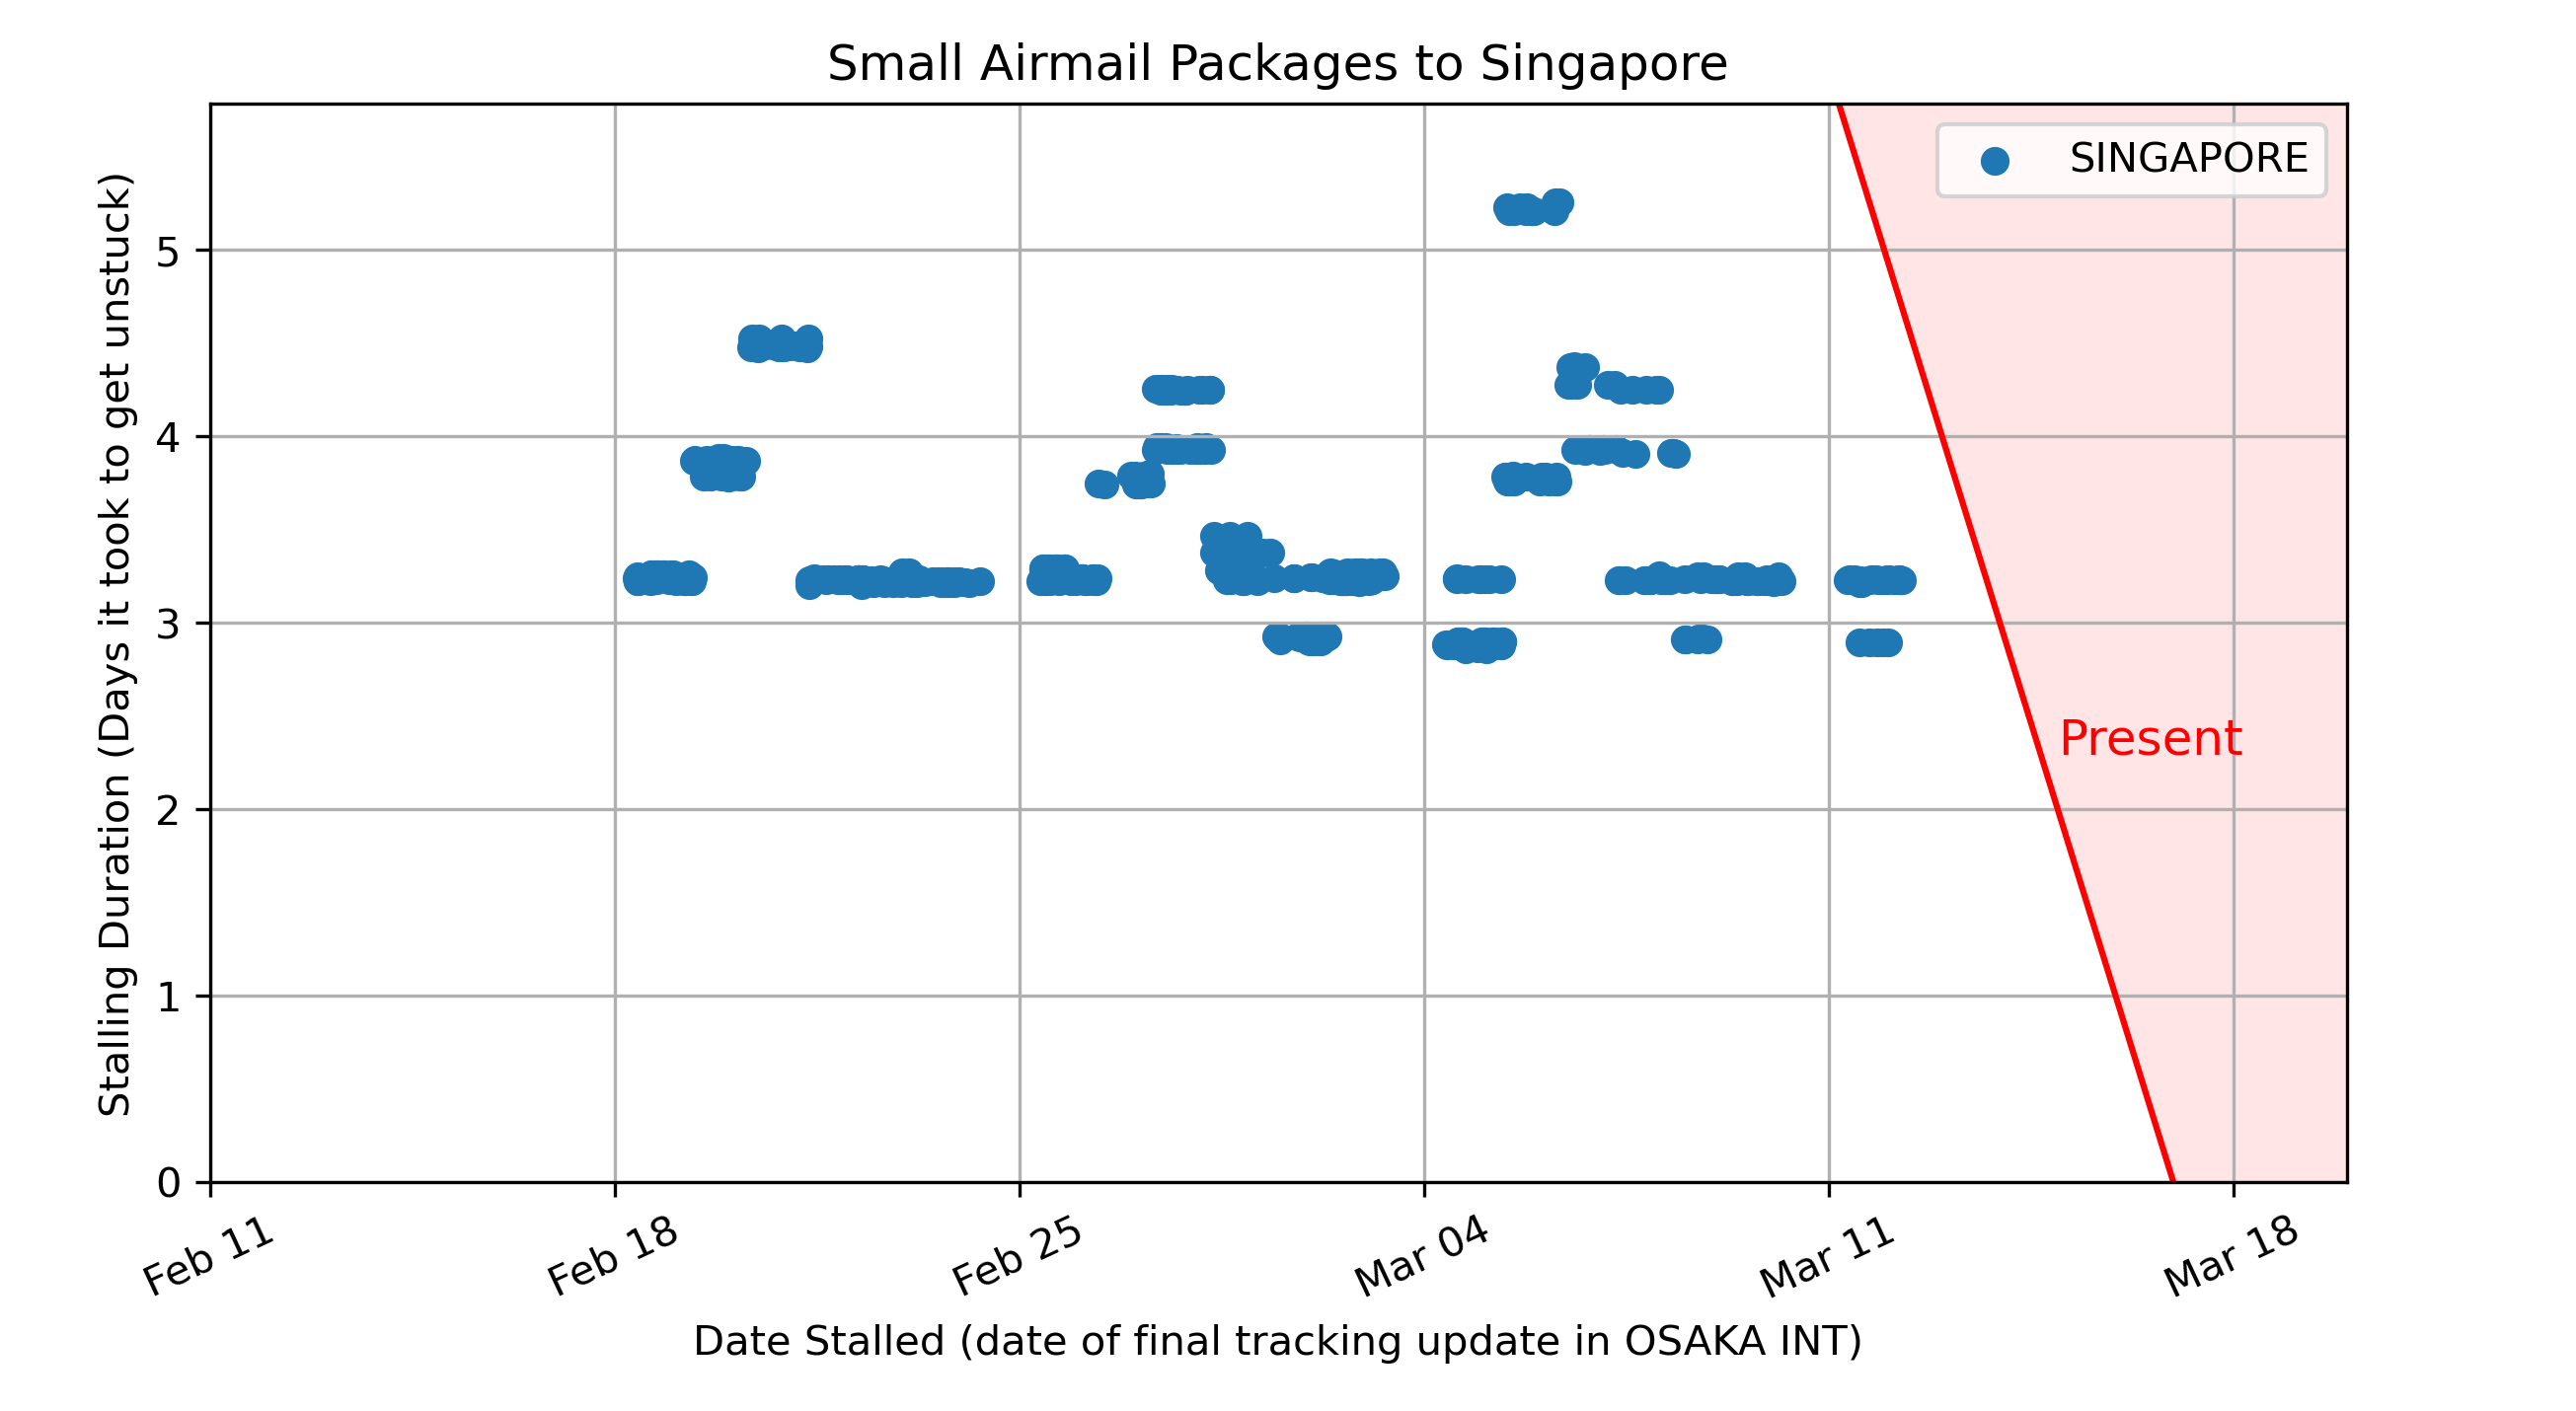 Small Airmail Packages to Singapore
SINGAPORE
Stalling Duration (Days it took to get unstuck)
5
4
3
2
1
0
Present
Feb 11
Feb 18
Feb 25
Mar 04
Mar 11
Mar 18
Date Stalled (date of final tracking update in OSAKA INT)